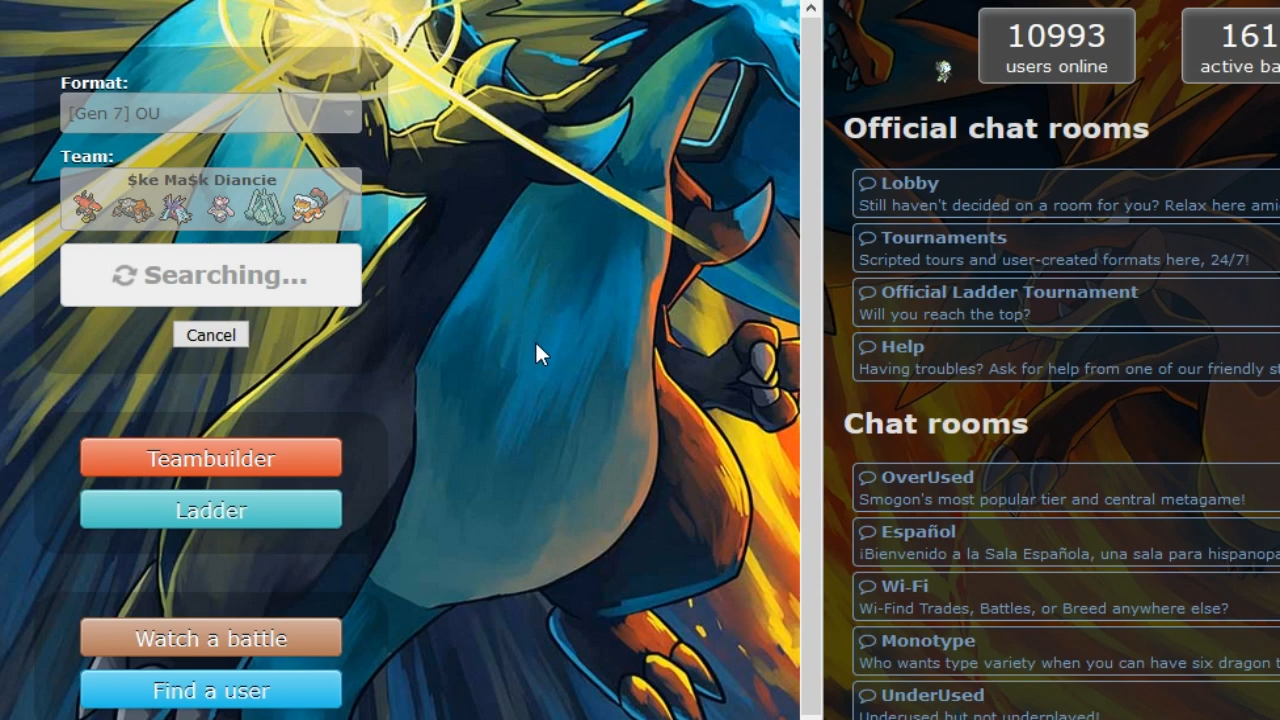 Format:
[Gen 7] OU
Team:
$ke Ma$k Diancie
Searching...
Cancel
Teambuilder
Ladder
Watch a battle
Find a user
10993
users online
161
active ba
Official chat rooms
Lobby
Still haven't decided on a room for you? Relax here ami
Tournaments
Scripted tours and user-created formats here, 24/7!
Official Ladder Tournament
Will you reach the top?
Help
Having troubles? Ask for help from one of our friendly st
Chat rooms
OverUsed
Smogon's most popular tier and central metagame!
Español
¡Bienvenido a la Sala Española, una sala para hispanopa
Wi-Fi
Wi-Find Trades, Battles, or Breed anywhere else?
Monotype
Who wants type variety when you can have six dragon t
UnderUsed
Underused but not underplayed!